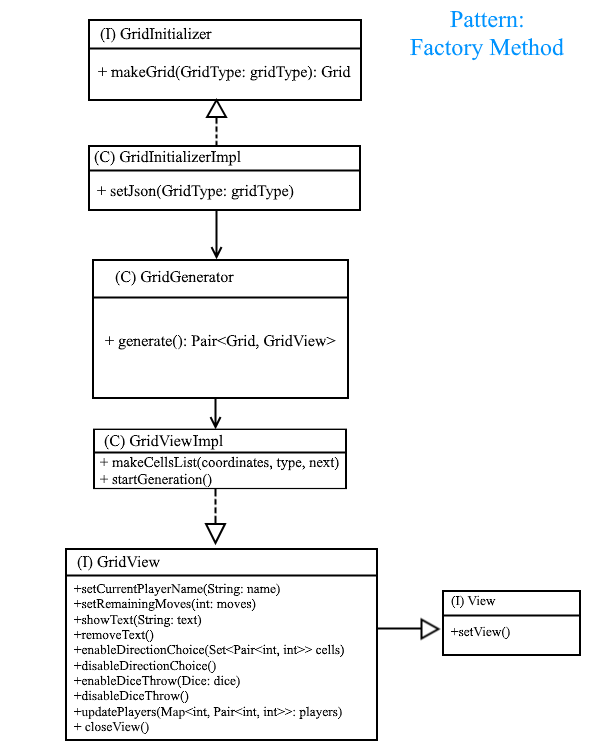 Pattern:
Factory Method
(I) GridInitializer
+ makeGrid(GridType: gridType): Grid
(C) GridInitializerImpl
+ setJson(GridType: gridType)
(C) GridGenerator
+ generate(): Pair<Grid, GridView>
(C) GridViewImpl
+ makeCellsList(coordinates, type, next)
+ startGeneration()
(I) GridView
+setCurrentPlayerName(String: name)
+setRemainingMoves(int: moves)
+showText(String: text)
+removeText()
+enableDirectionChoice(Set<Pair<int, int>> cells)
+disableDirectionChoice()
+enableDiceThrow(Dice: dice)
+disableDiceThrow()
+updatePlayers(Map<int, Pair<int, int>>: players)
+ closeView()
(I) View
+setView()